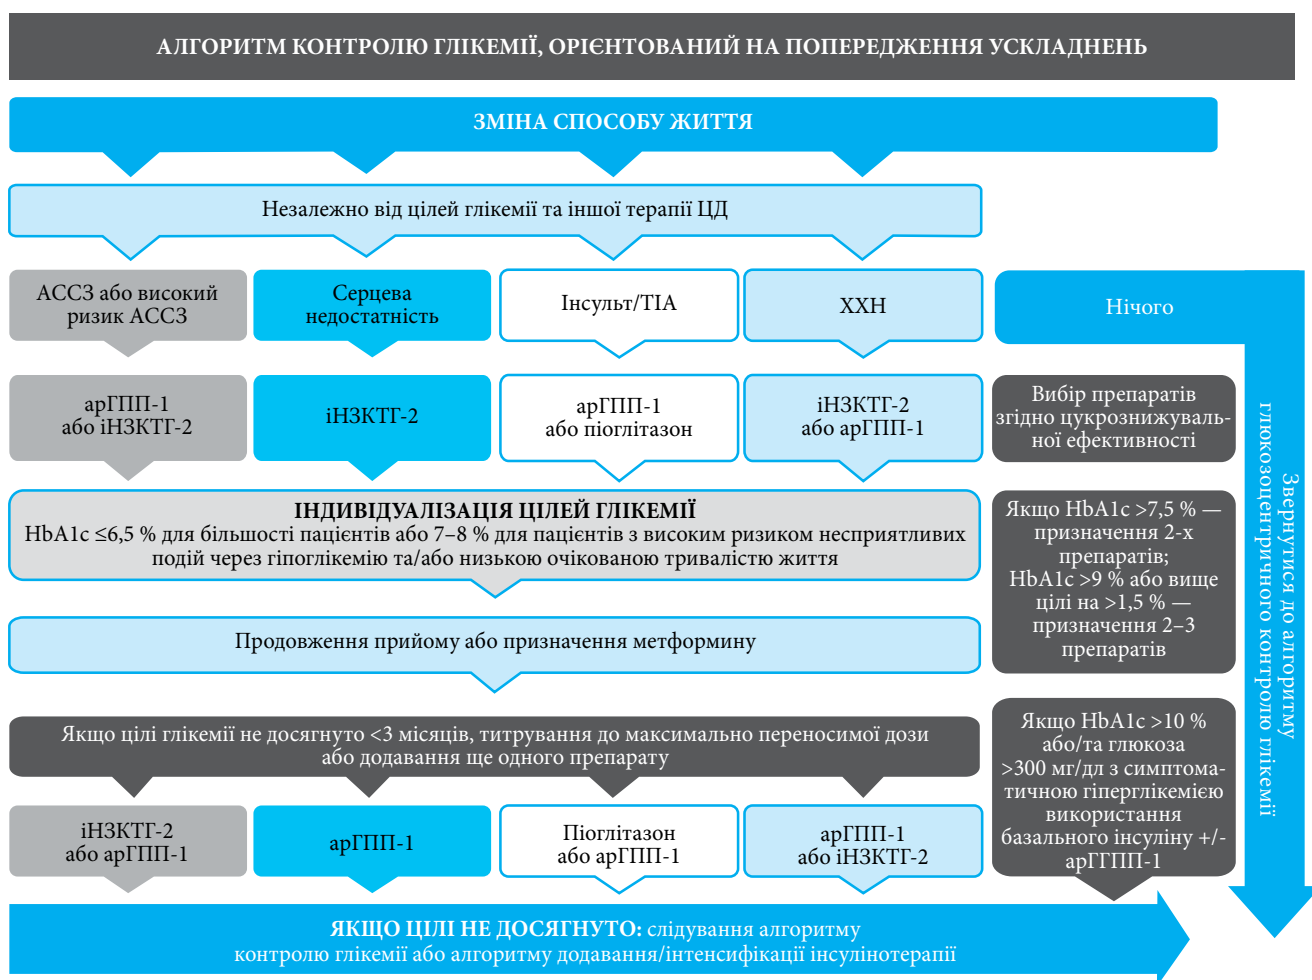 АЛГОРИТМ КОНТРОЛЮ ГЛІКЕМІЇ, ОРІЄНТОВАНИЙ НА ПОПЕРЕДЖЕННЯ УСКЛАДНЕНЬ
ЗМІНА СПОСОБУ ЖИТТЯ
Незалежно від цілей глікемії та іншої терапії ЦД
АССЗ або високий
ризик АССЗ
Серцева
недостатність
Інсульт/ТІА
ХХН
Нічого
арГПП-1
або іНЗКТГ-2
іНЗКТГ-2
арГПП-1
або піоглітазон
іНЗКТГ-2
або арГПП-1
Вибір препаратів
згідно цукрознижуваль-
ної ефективності
ІНДИВІДУАЛІЗАЦІЯ ЦІЛЕЙ ГЛІКЕМІЇ
HbA1c ≤6,5 % для більшості пацієнтів або 7–8 % для пацієнтів з високим ризиком несприятливих
подій через гіпоглікемію та/або низькою очікованою тривалістю життя
Якщо HbA1c >7,5 % —
призначення 2-х
препаратів;
HbA1c >9 % або вище
цілі на >1,5 % —
призначення 2–3
препаратів
Продовження прийому або призначення метформину
Якщо цілі глікемії не досягнуто <3 місяців, титрування до максимально переносимої дози
або додавання ще одного препарату
Якщо HbA1c >10 %
або/та глюкоза
>300 мг/дл з симптома-
тичною гіперглікемією
використання
базального інсуліну +/-
арГГПП-1
іНЗКТГ-2
або арГПП-1
арГПП-1
Піоглітазон
або арГПП-1
арГПП-1
або іНЗКТГ-2
Звернутися до алгоритму
глюкозоцентричного контролю глікемії
ЯКЩО ЦІЛІ НЕ ДОСЯГНУТО: слідування алгоритму
контролю глікемії або алгоритму додавання/інтенсифікації інсулінотерапії